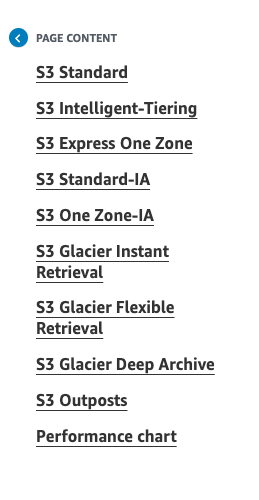 PAGE CONTENT
S3 Standard
S3 Intelligent-Tiering
S3 Express One Zone
S3 Standard-IA
S3 One Zone-IA
S3 Glacier Instant
Retrieval
S3 Glacier Flexible
Retrieval
S3 Glacier Deep Archive
S3 Outposts
Performance chart